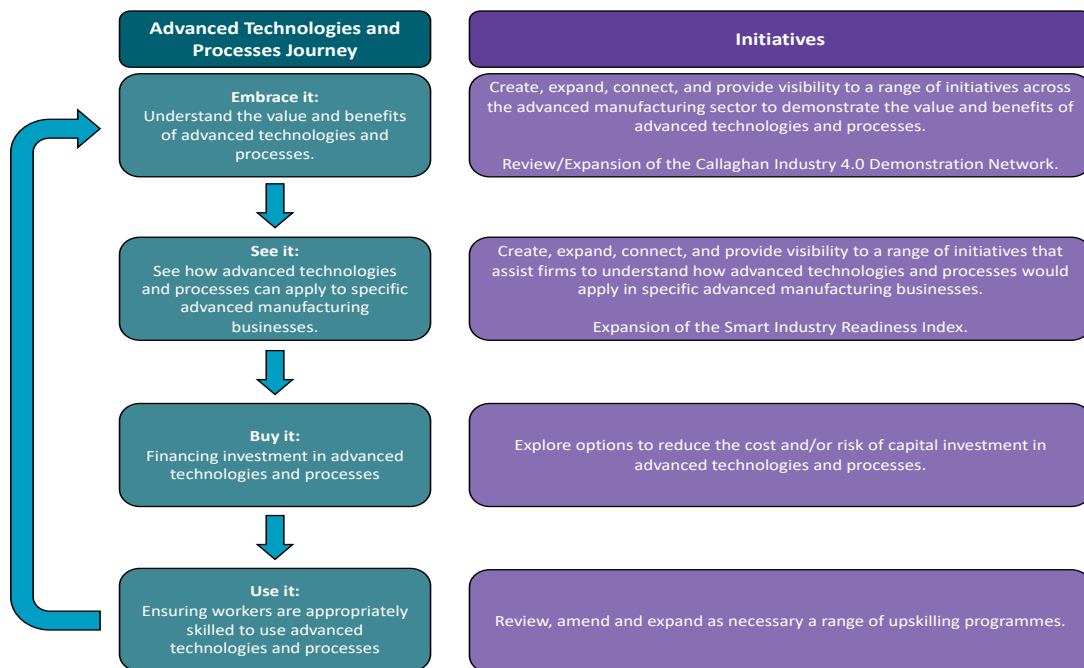 Advanced Technologies and
Processes Journey
Initiatives
Embrace it:
Understand the value and benefits
of advanced technologies and
processes.
Create, expand, connect, and provide visibility to a range of initiatives across
the advanced manufacturing sector to demonstrate the value and benefits of
advanced technologies and processes.
Review/Expansion of the Callaghan Industry 4.0 Demonstration Network.
See it:
See how advanced technologies
and processes can apply to specific
advanced manufacturing
businesses.
Create, expand, connect, and provide visibility to a range of initiatives that
assist firms to understand how advanced technologies and processes would
apply in specific advanced manufacturing businesses.
Expansion of the Smart Industry Readiness Index.
Buy it:
Financing investment in advanced
technologies and processes
Explore options to reduce the cost and/or risk of capital investment in
advanced technologies and processes.
Use it:
Ensuring workers are appropriately
skilled to use advanced
technologies and processes
Review, amend and expand as necessary a range of upskilling programmes.